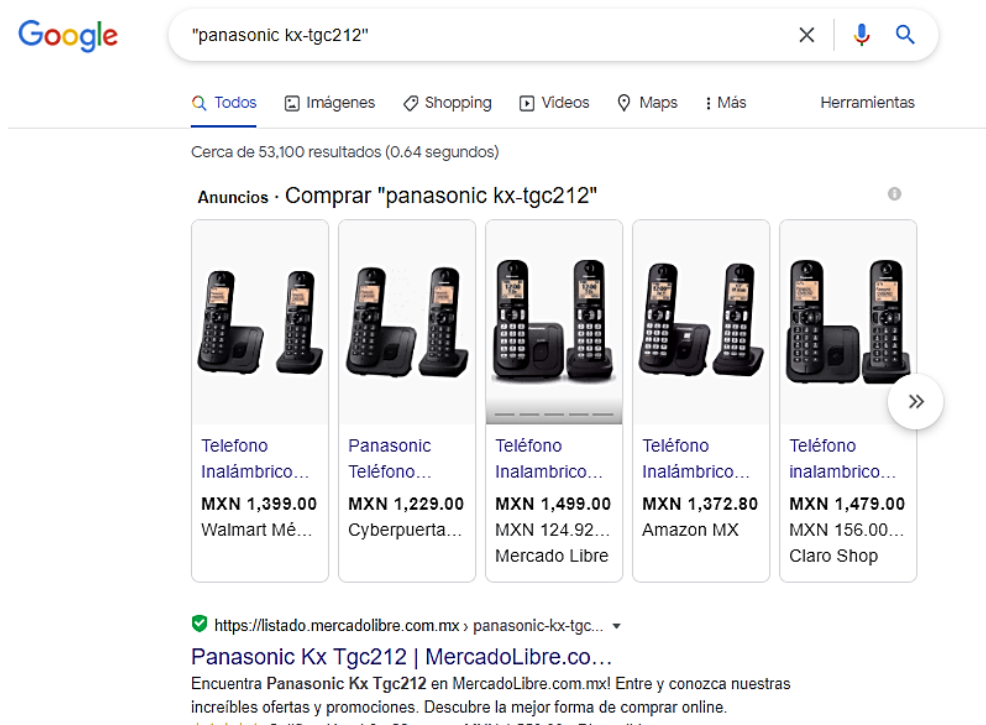 Google
"panasonic kx-tgc212"
Todos
Imágenes
Shopping
Videos
Maps
Más
Herramientas
Cerca de 53,100 resultados (0.64 segundos)
Anuncios · Comprar "panasonic kx-tgc212"
Telefono
Inalámbrico...
MXN 1,399.00
Walmart Mé...
Panasonic
Teléfono...
MXN 1,229.00
Cyberpuerta...
Teléfono
Inalambrico...
MXN 1,499.00
MXN 124.92...
Mercado Libre
Teléfono
Inalámbrico...
MXN 1,372.80
Amazon MX
Teléfono
inalambrico...
MXN 1,479.00
MXN 156.00...
Claro Shop
https://listado.mercadolibre.com.mx › panasonic-kx-tgc...
Panasonic Kx Tgc212 | MercadoLibre.co...
Encuentra Panasonic Kx Tgc212 en MercadoLibre.com.mx! Entre y conozca nuestras
increíbles ofertas y promociones. Descubre la mejor forma de comprar online.